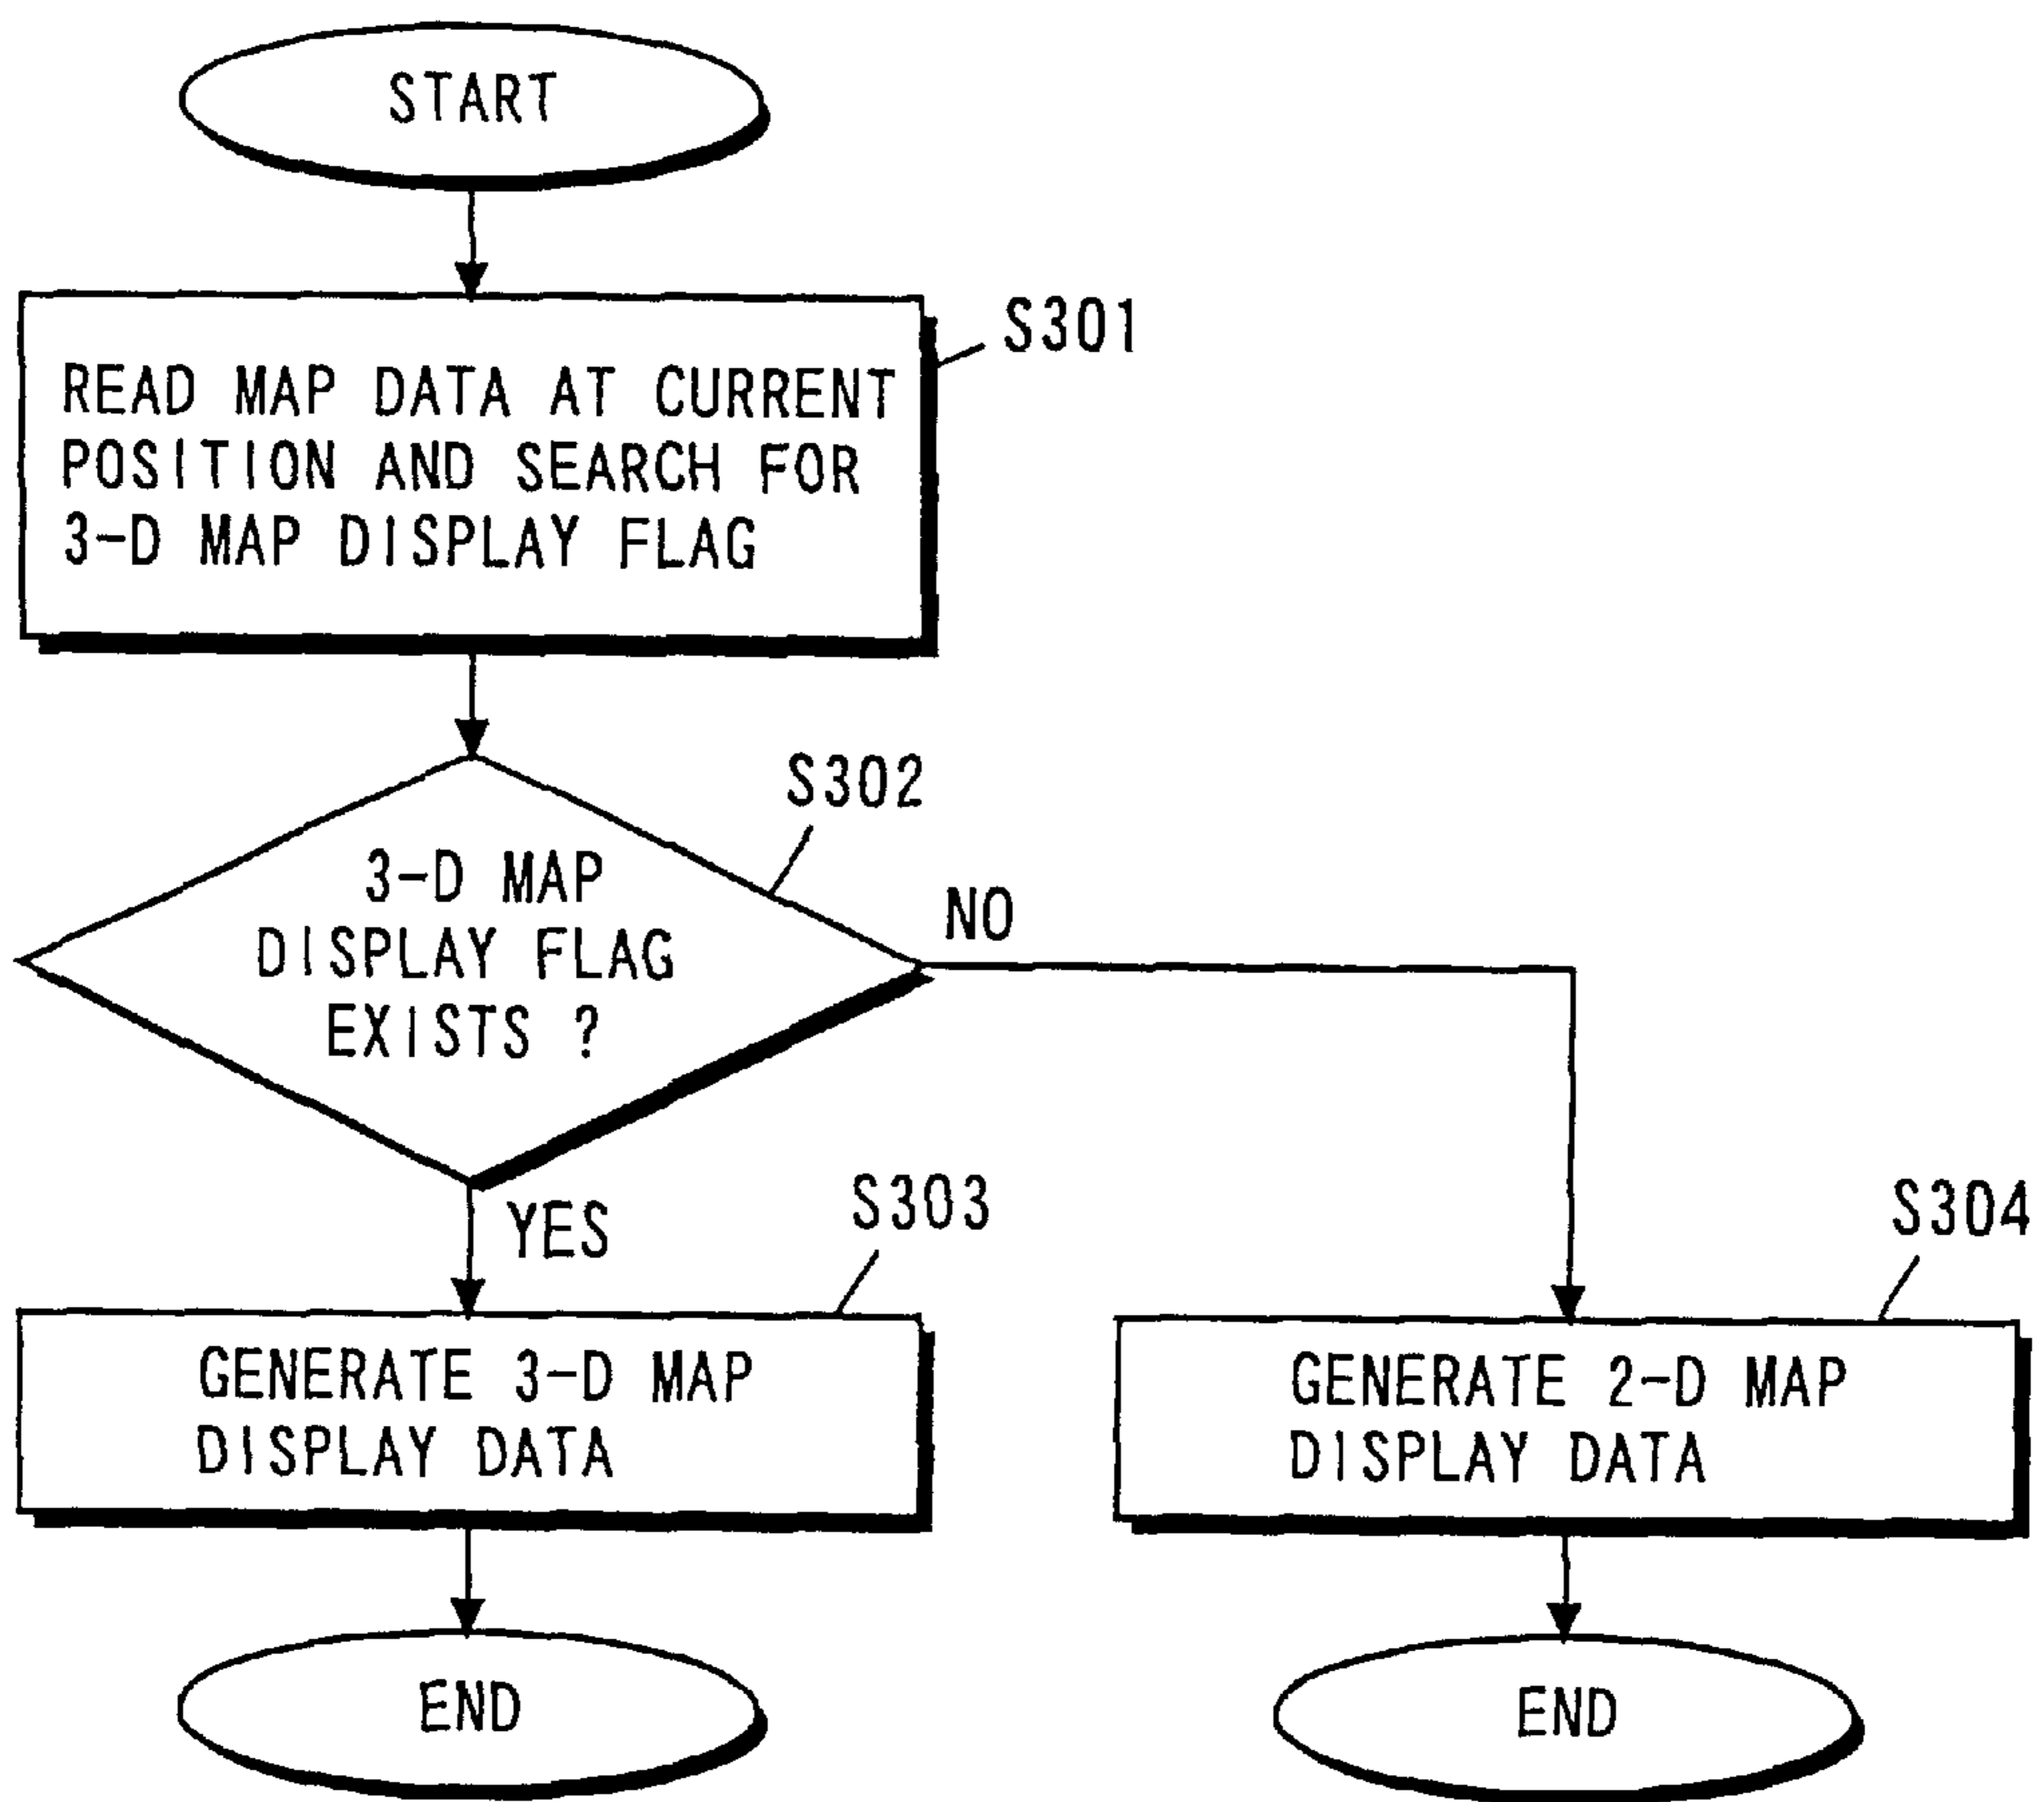 START
S301
READ MAP DATA AT CURRENT
POSITION AND SEARCH FOR
3-D MAP DISPLAY FLAG
S302
3-D MAP
DISPLAY FLAG
EXISTS ?
NO
YES
S303
GENERATE 3-D MAP
DISPLAY DATA
S304
GENERATE 2-D MAP
DISPLAY DATA
END
END